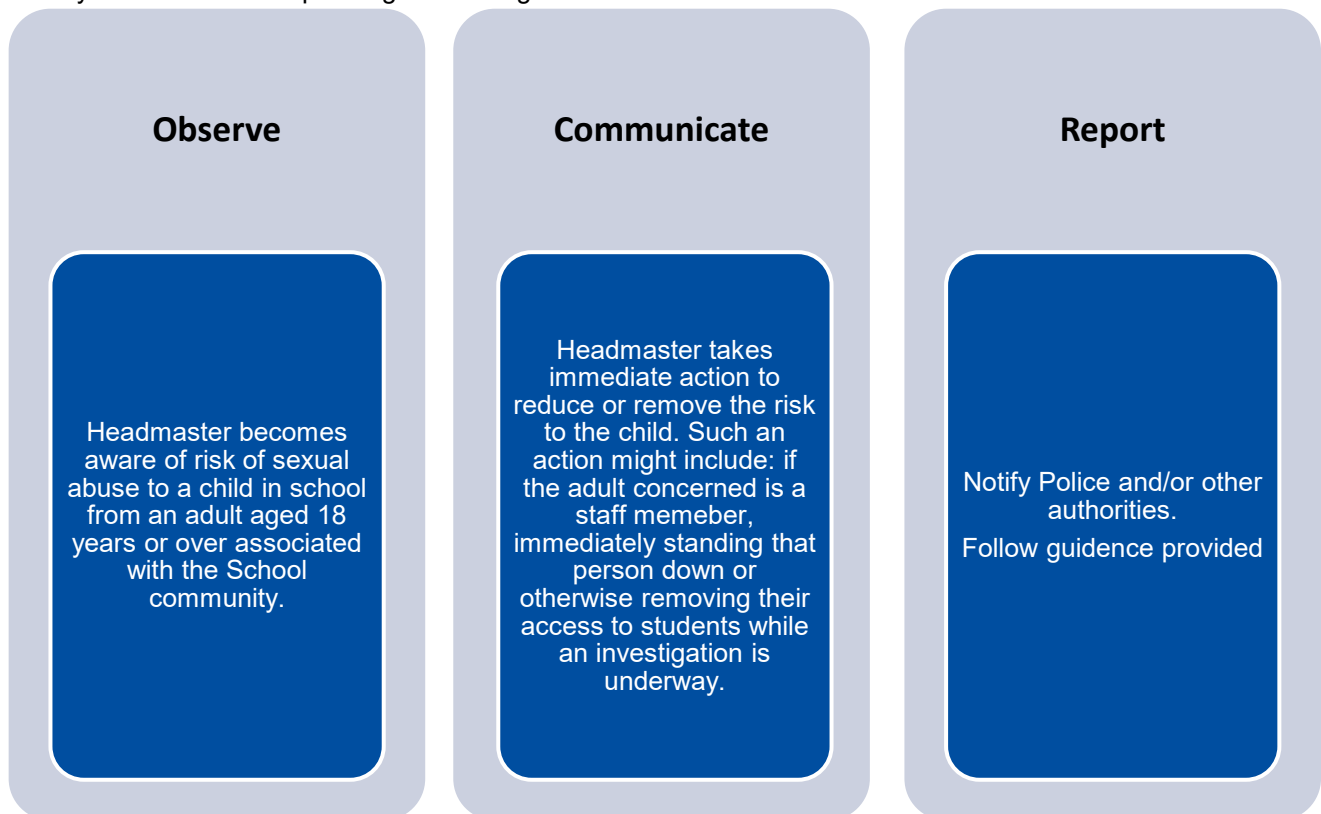 Observe
Headmaster becomes
aware of risk of sexual
abuse to a child in school
from an adult aged 18
years or over associated
with the School
community.
Communicate
Headmaster takes
immediate action to
reduce or remove the risk
to the child. Such an
action might include: if
the adult concerned is a
staff memeber,
immediately standing that
person down or
otherwise removing their
access to students while
an investigation is
underway.
Report
Notify Police and/or other
authorities.
Follow guidence provided